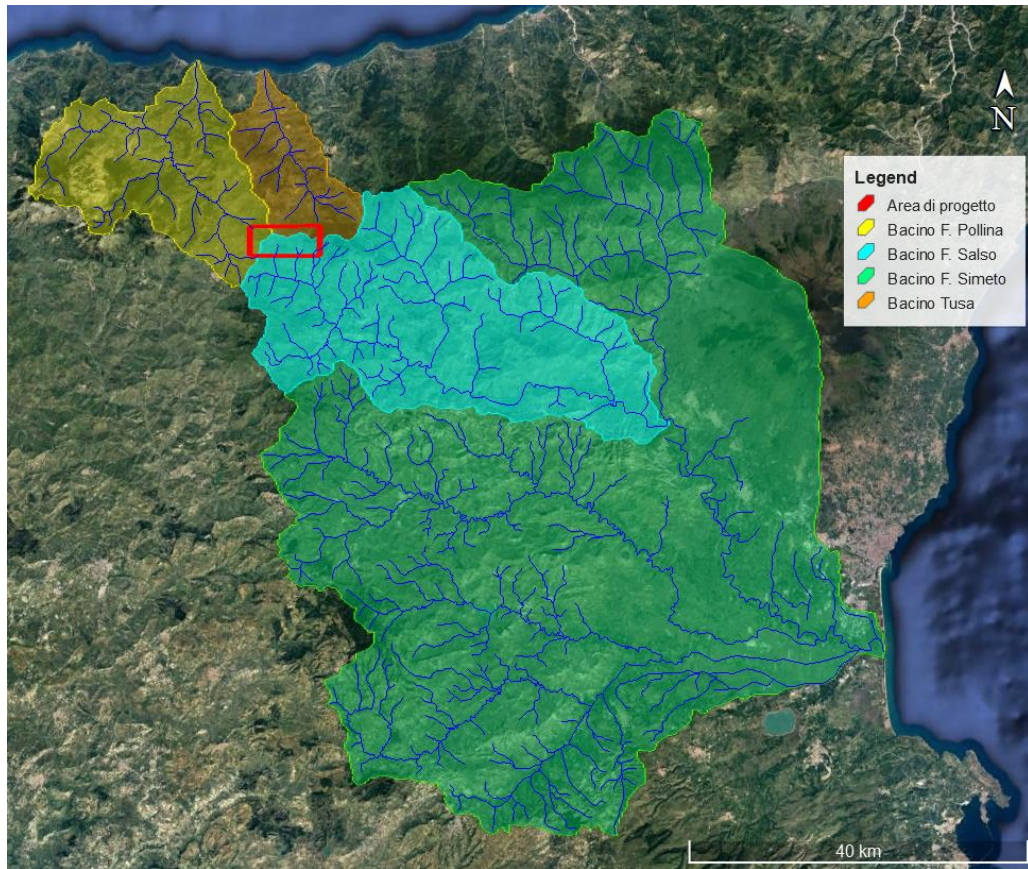 N
Legend
Area di progetto
Bacino F. Pollina
Bacino F. Salso
Bacino F. Simeto
Bacino Tusa
40 km